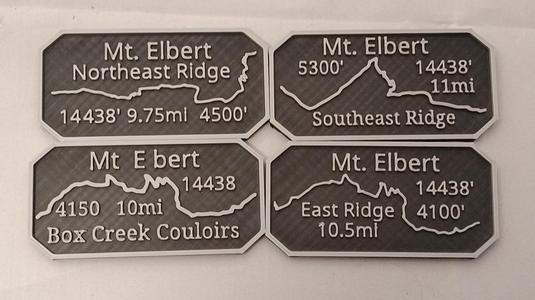 Mt. Elbert
Northeast Ridge
14438' 9.75mi 4500'
Mt. Elbert
5300' 14438'
11mi
Southeast Ridge
Mt E bert
14438
4150 10mi
Box Creek Couloirs
Mt. Elbert
14438'
East Ridge 4100'
10.5mi